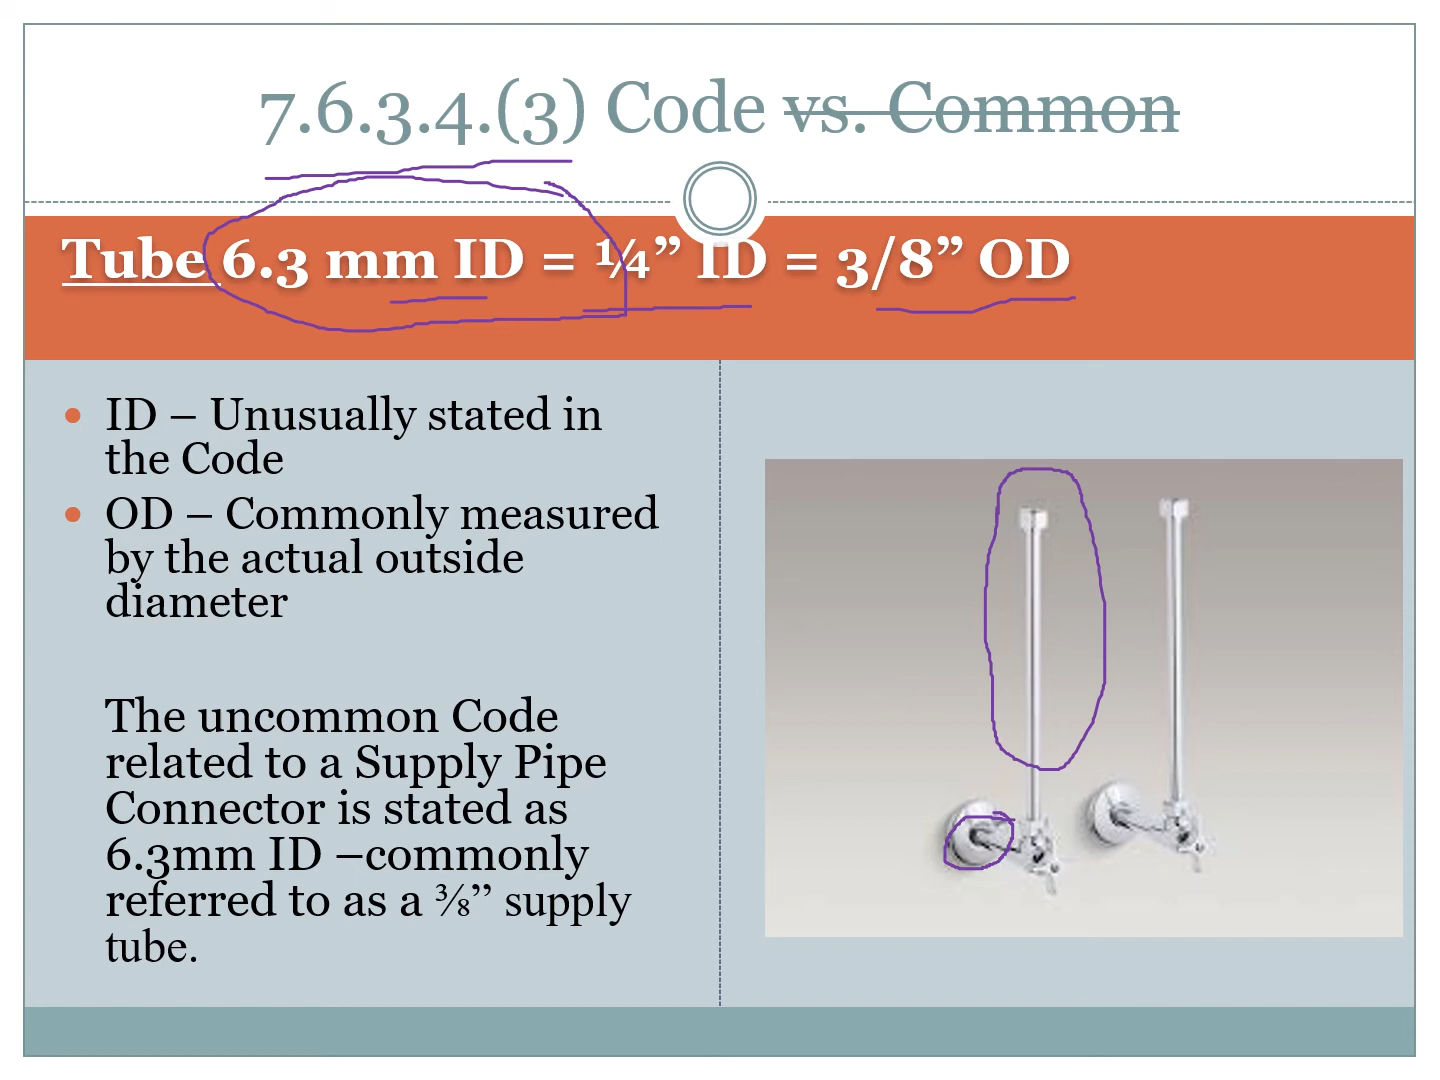 7.6.3.4.(3) Code vs. Common
Tube 6.3 mm ID = ¼” ID = 3/8” OD
• ID – Unusually stated in
the Code
• OD – Commonly measured
by the actual outside
diameter
The uncommon Code
related to a Supply Pipe
Connector is stated as
6.3mm ID –commonly
referred to as a ⅜” supply
tube.